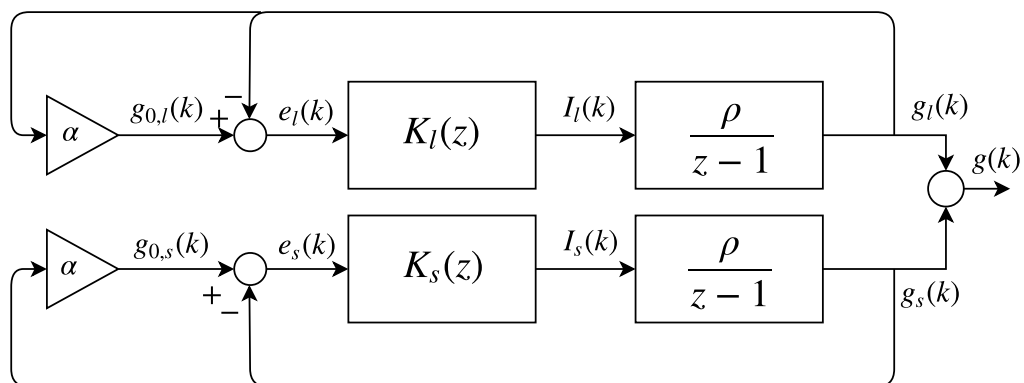 α
g₀,ₗ(k)
+
−
eₗ(k)
Kₗ(z)
Iₗ(k)
ρ
z − 1
gₗ(k)
g(k)
α
g₀,ₛ(k)
+
−
eₛ(k)
Kₛ(z)
Iₛ(k)
ρ
z − 1
gₛ(k)